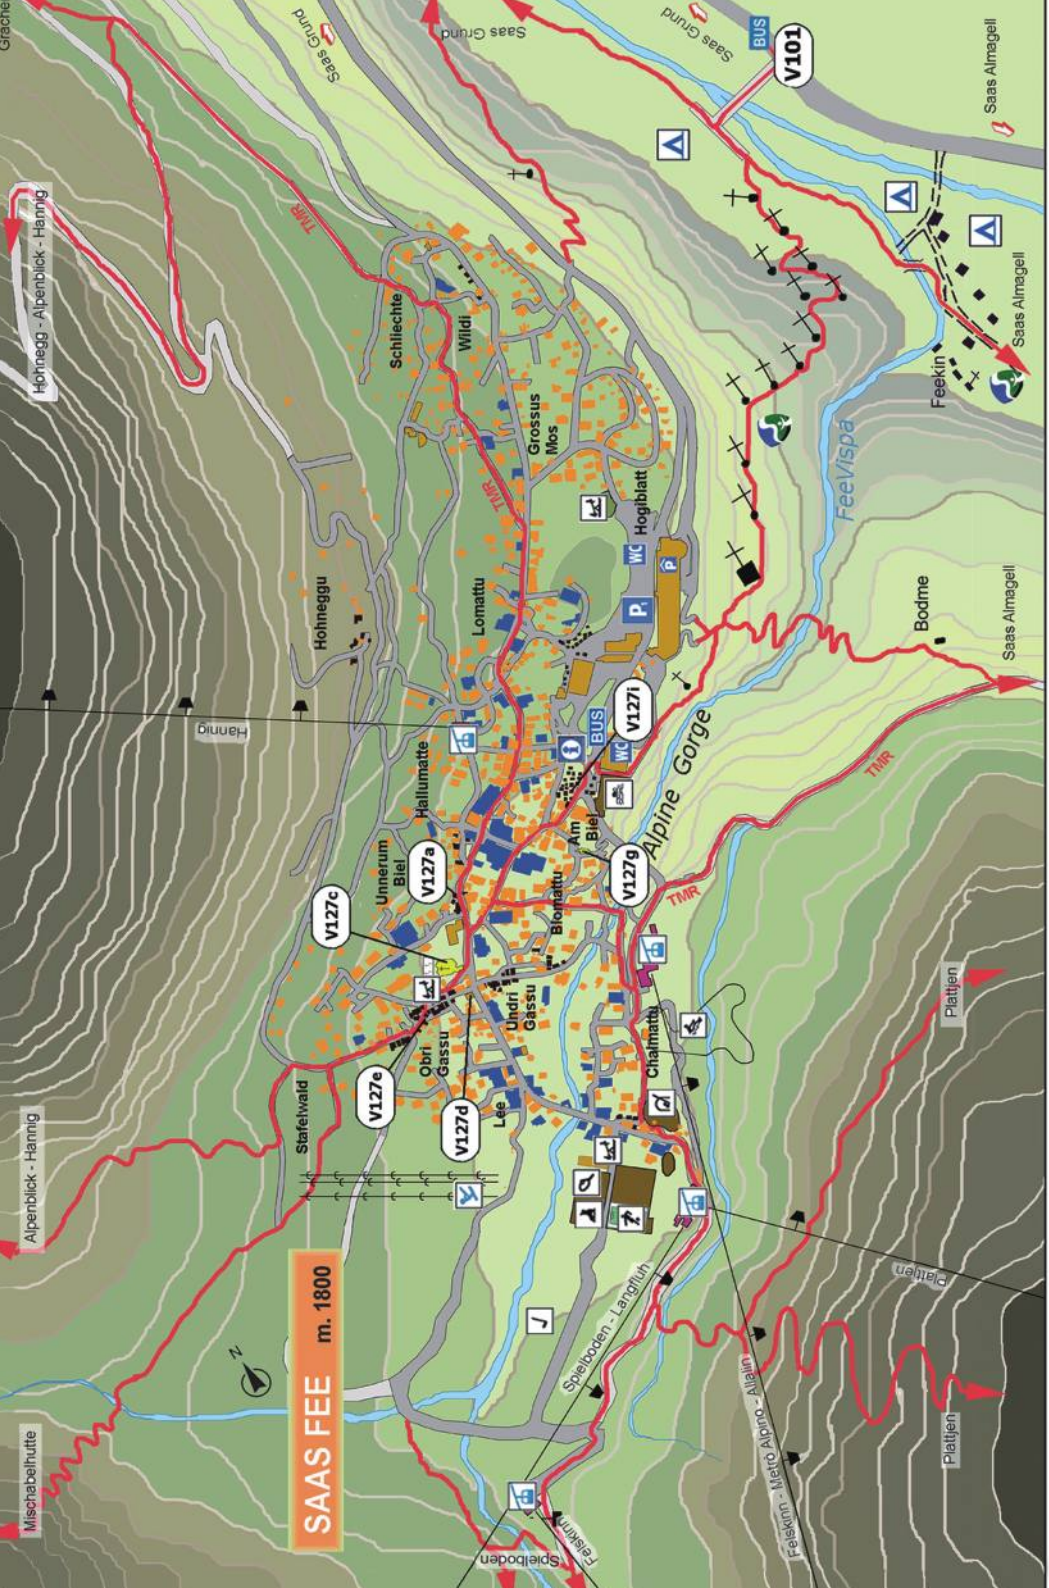 SAAS FEE m. 1800
Mischabelhutte
Alpenblick - Hannig
Hohnegg - Alpenblick - Hannig
N
Stafelwald
Hohneggu
Hannig
TMR
Saas Grund
Saas Grund
Saas Grund
Saas Grund
BUS
V101
Saas Almagell
Schliechte
Wildi
Grossus
Mos
TMR
Hogiblatt
Lomattu
Hallumatte
Unnerum
Biel
V127a
V127c
V127e
V127d
Obri
Gassu
Undri
Gassu
Lee
Blomattu
Am
Biel
V127g
V127i
BUS
WC
i
WC
P
P
Chalmattu
Alpine Gorge
FeeVispa
Feekin
Saas Almagell
Bodme
Saas Almagell
TMR
TMR
Plattjen
Plattjen
Plattjen
Spielboden - Langfluh
Felskinn - Metro Alpino - Allalin
Spielboden
Felskinn